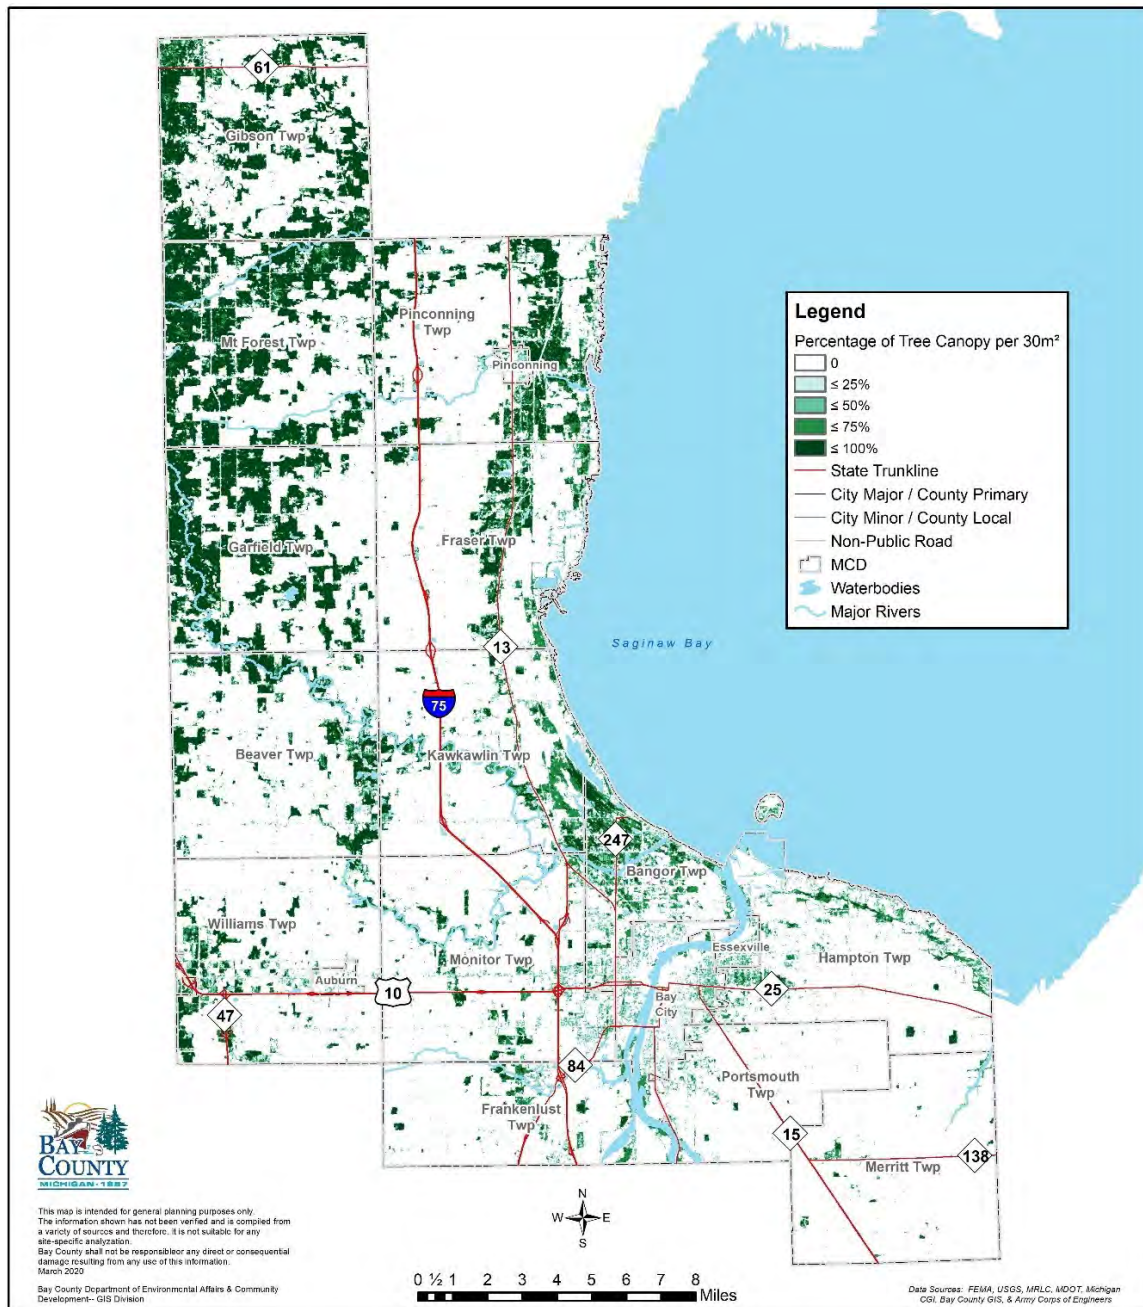 61
Gibson Twp
Pinconning
Twp
Mt Forest Twp
Pinconning
Legend
Percentage of Tree Canopy per 30m²
0
≤ 25%
≤ 50%
≤ 75%
≤ 100%
State Trunkline
City Major / County Primary
City Minor / County Local
Non-Public Road
MCD
Waterbodies
Major Rivers
Garfield Twp
Fraser Twp
13
Saginaw Bay
75
Beaver Twp
Kawkawlin Twp
247
Bangor Twp
Williams Twp
Essexville
Monitor Twp
Hampton Twp
Auburn
10
25
Bay
City
47
84
Portsmouth
Twp
Frankenlust
Twp
15
138
Merritt Twp
BAY
COUNTY
MICHIGAN - 1857
N
W E
S
This map is intended for general planning purposes only.
The information shown has not been verified and is compiled from
a variety of sources and therefore, it is not suitable for any
site-specific analyzation.
Bay County shall not be responsibleor any direct or consequential
damage resulting from any use of this information.
March 2020
Bay County Department of Environmental Affairs & Community
Development-- GIS Division
0 ½ 1 2 3 4 5 6 7 8
Miles
Data Sources: FEMA, USGS, MRLC, MDOT, Michigan
CGI, Bay County GIS, & Army Corps of Engineers